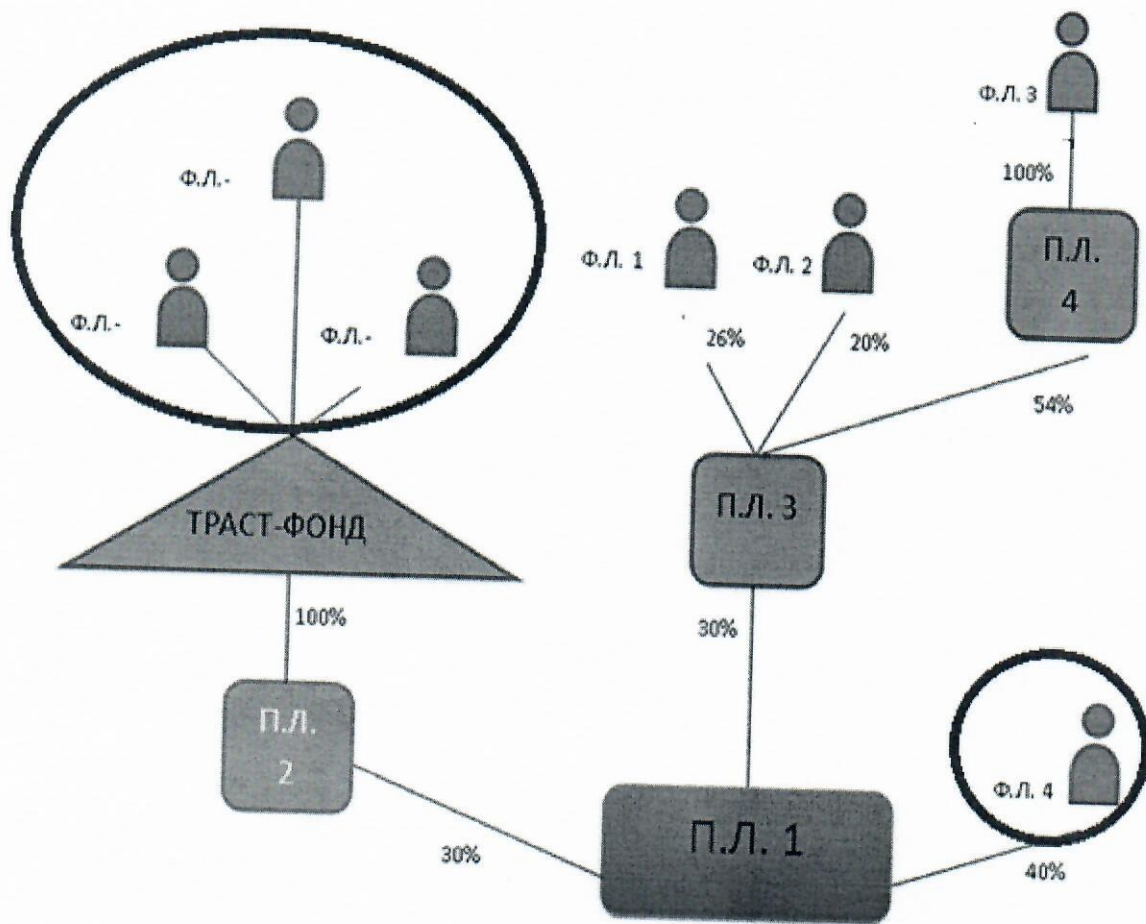 Ф.Л. 3
Ф.Л.-
100%
Ф.Л. 1
Ф.Л. 2
П.Л.
4
Ф.Л.-
Ф.Л.-
26%
20%
54%
П.Л. 3
ТРАСТ-ФОНД
100%
30%
П.Л.
2
Ф.Л. 4
П.Л. 1
30%
40%